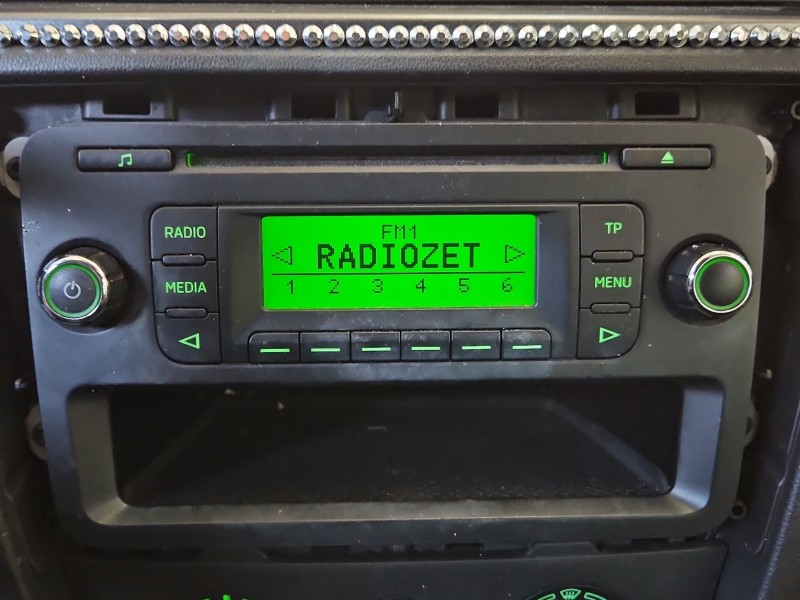 RADIO
MEDIA
FM1
RADIOZET
1 2 3 4 5 6
TP
MENU